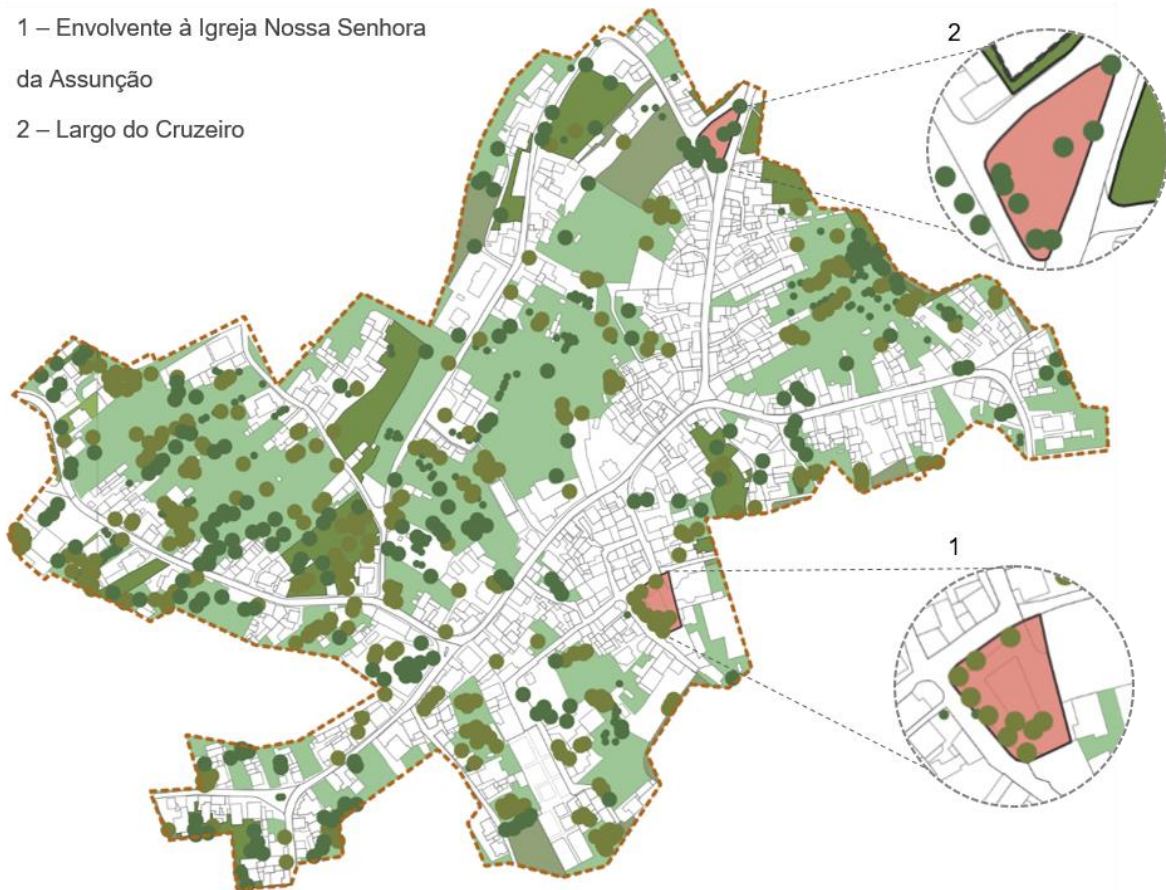 1 – Envolvente à Igreja Nossa Senhora
da Assunção
2 – Largo do Cruzeiro
2
1